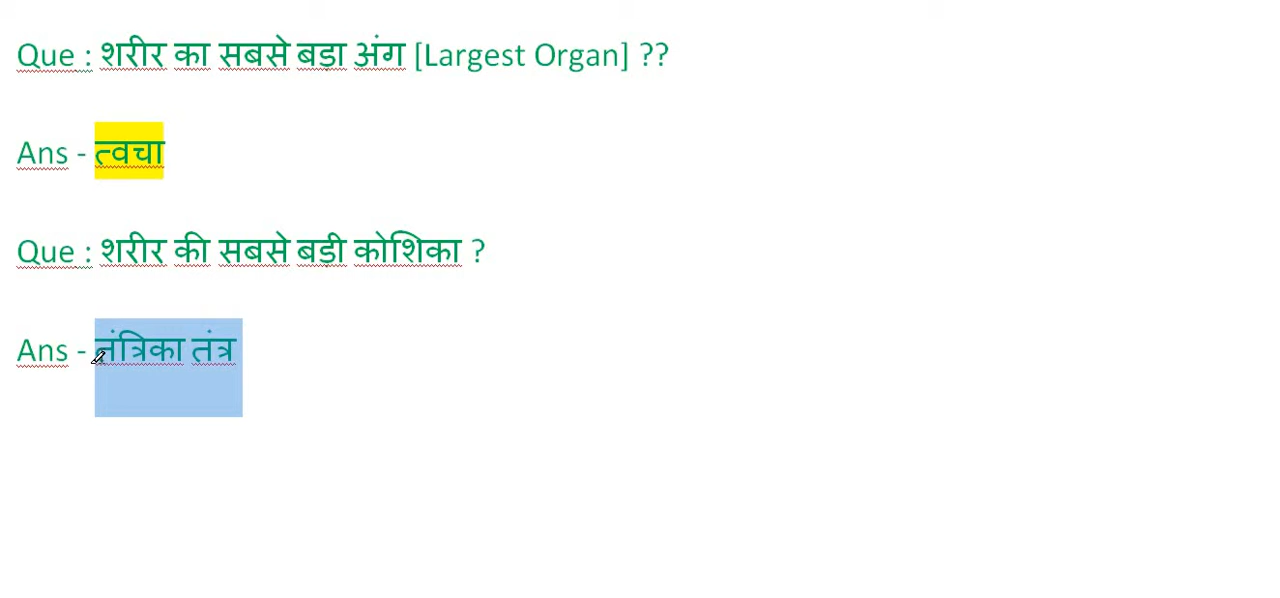 Que : शरीर का सबसे बड़ा अंग [Largest Organ] ??
Ans - त्वचा
Que : शरीर की सबसे बड़ी कोशिका ?
Ans - तंत्रिका तंत्र